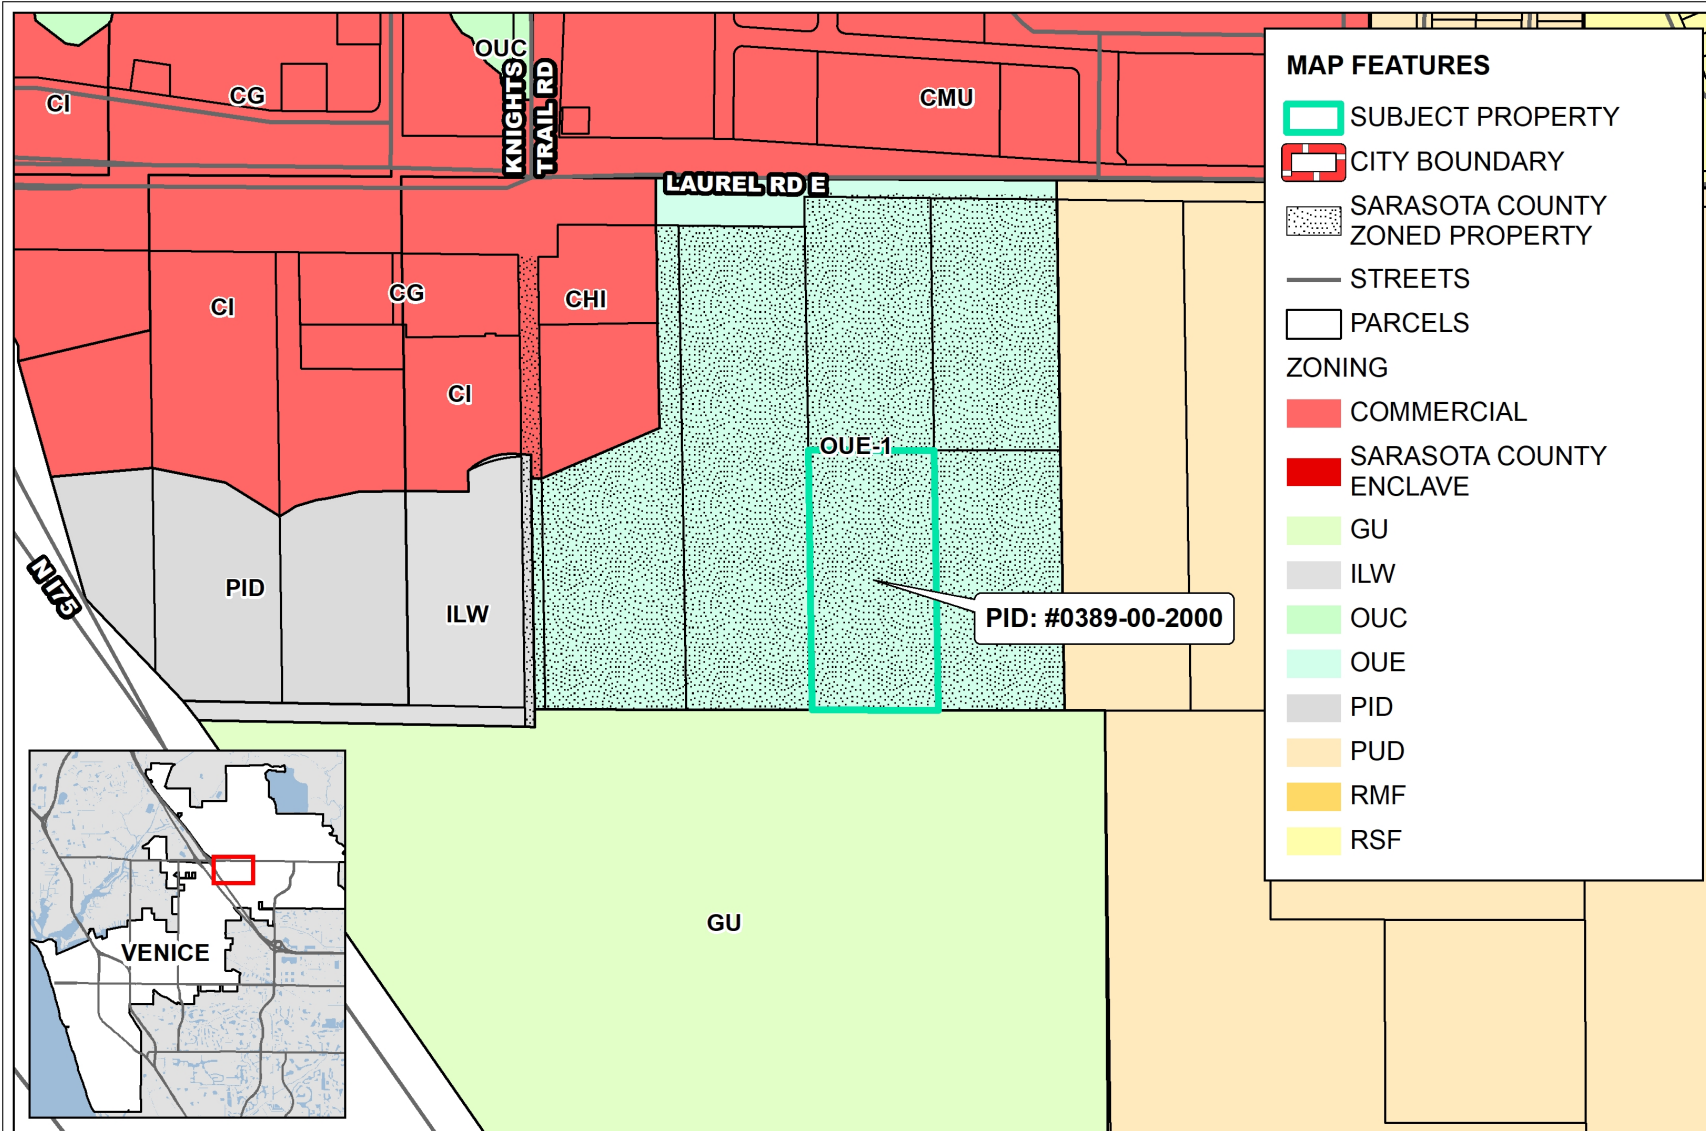 OUC
CI
CG
KNIGHTS
TRAIL RD
CMU
LAUREL RD E
CI
CG
CHI
CI
OUE-1
N I75
PID
ILW
PID: #0389-00-2000
GU
VENICE
MAP FEATURES
SUBJECT PROPERTY
CITY BOUNDARY
SARASOTA COUNTY
ZONED PROPERTY
STREETS
PARCELS
ZONING
COMMERCIAL
SARASOTA COUNTY
ENCLAVE
GU
ILW
OUC
OUE
PID
PUD
RMF
RSF